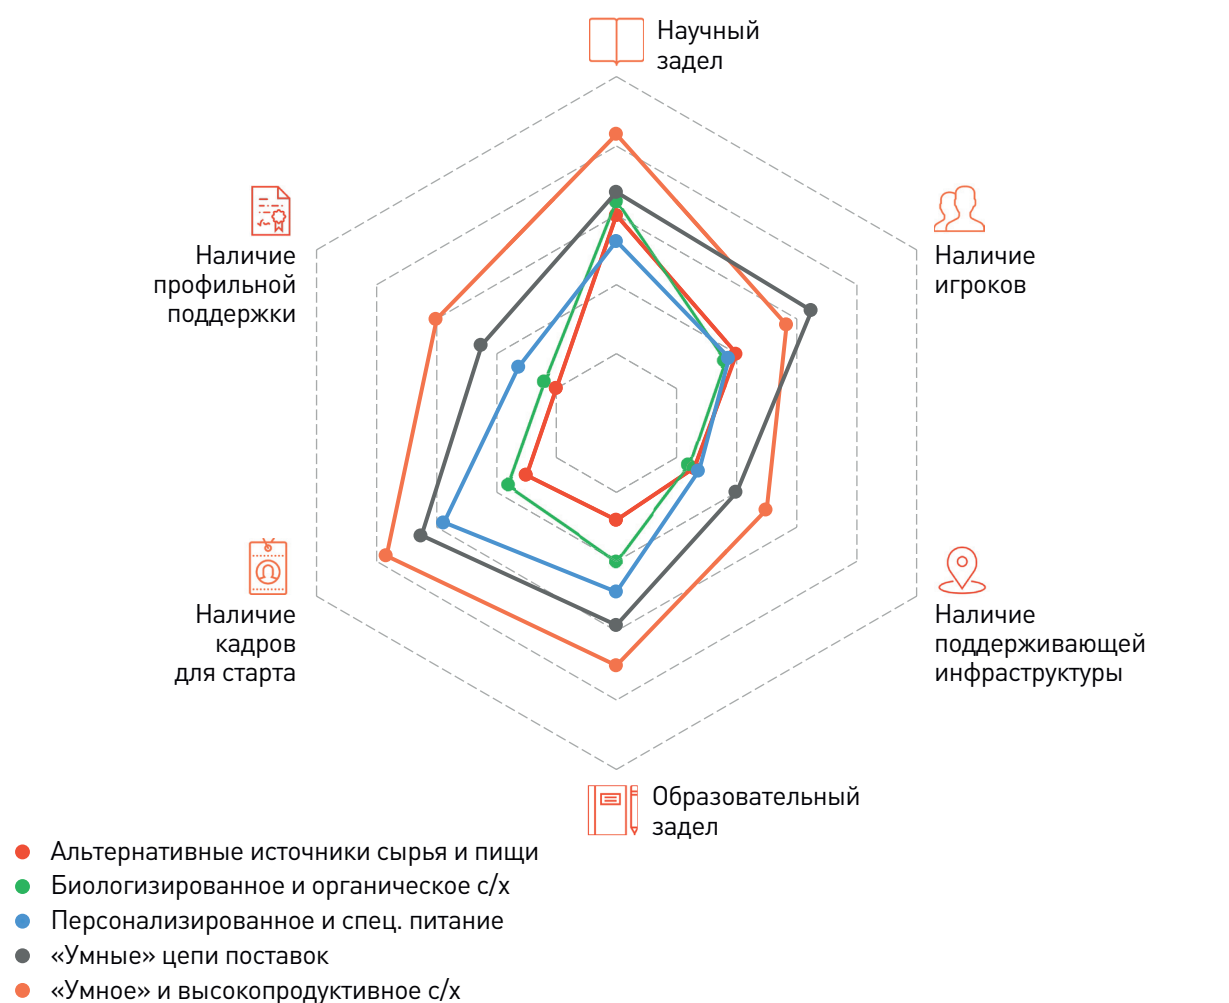 Научный
задел
Наличие
игроков
Наличие
профильной
поддержки
Наличие
кадров
для старта
Наличие
поддерживающей
инфраструктуры
Образовательный
задел
Альтернативные источники сырья и пищи
Биологизированное и органическое с/х
Персонализированное и спец. питание
«Умные» цепи поставок
«Умное» и высокопродуктивное с/х